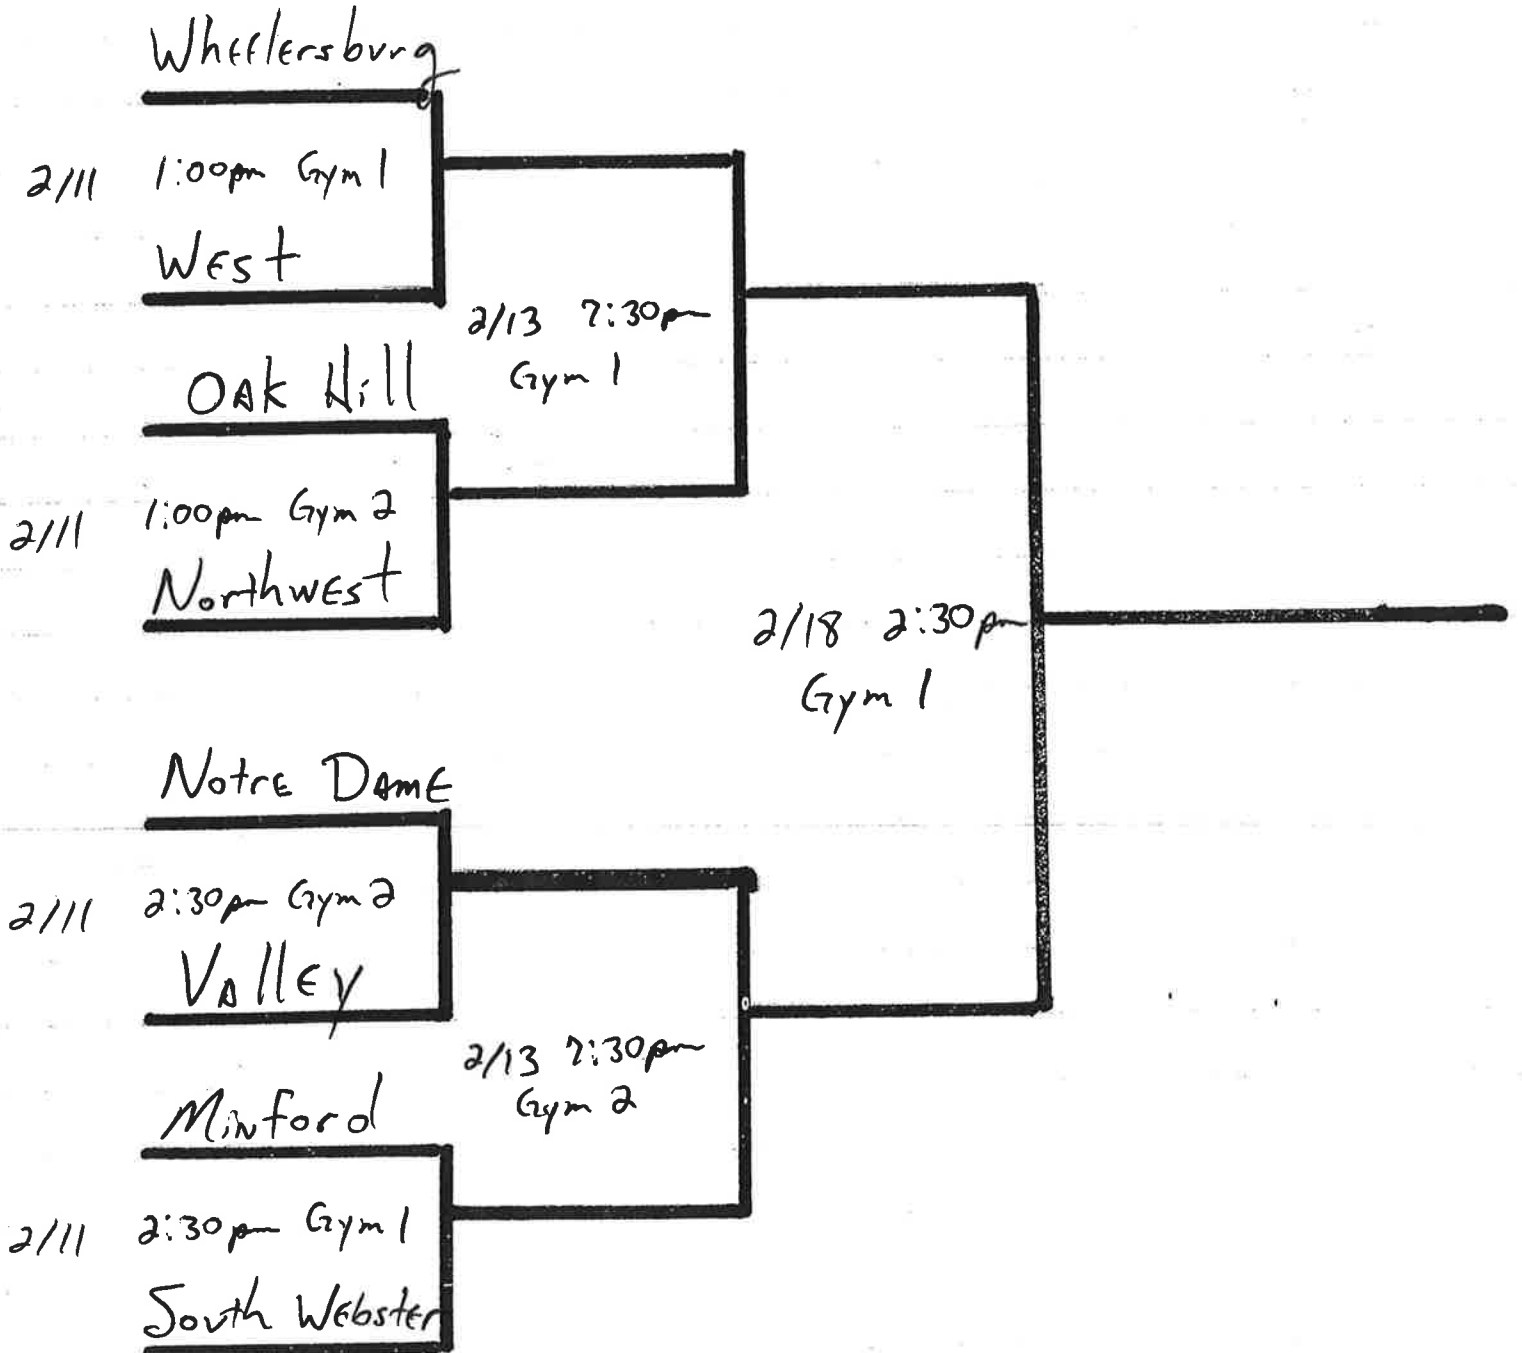 Wheelersburg
2/11 1:00pm Gym 1
West
2/13 7:30pm
Gym 1
Oak Hill
2/11 1:00pm Gym 2
Northwest
2/18 2:30pm
Gym 1
Notre Dame
2/11 2:30pm Gym 2
Valley
2/13 7:30pm
Gym 2
Minford
2/11 2:30pm Gym 1
South Webster